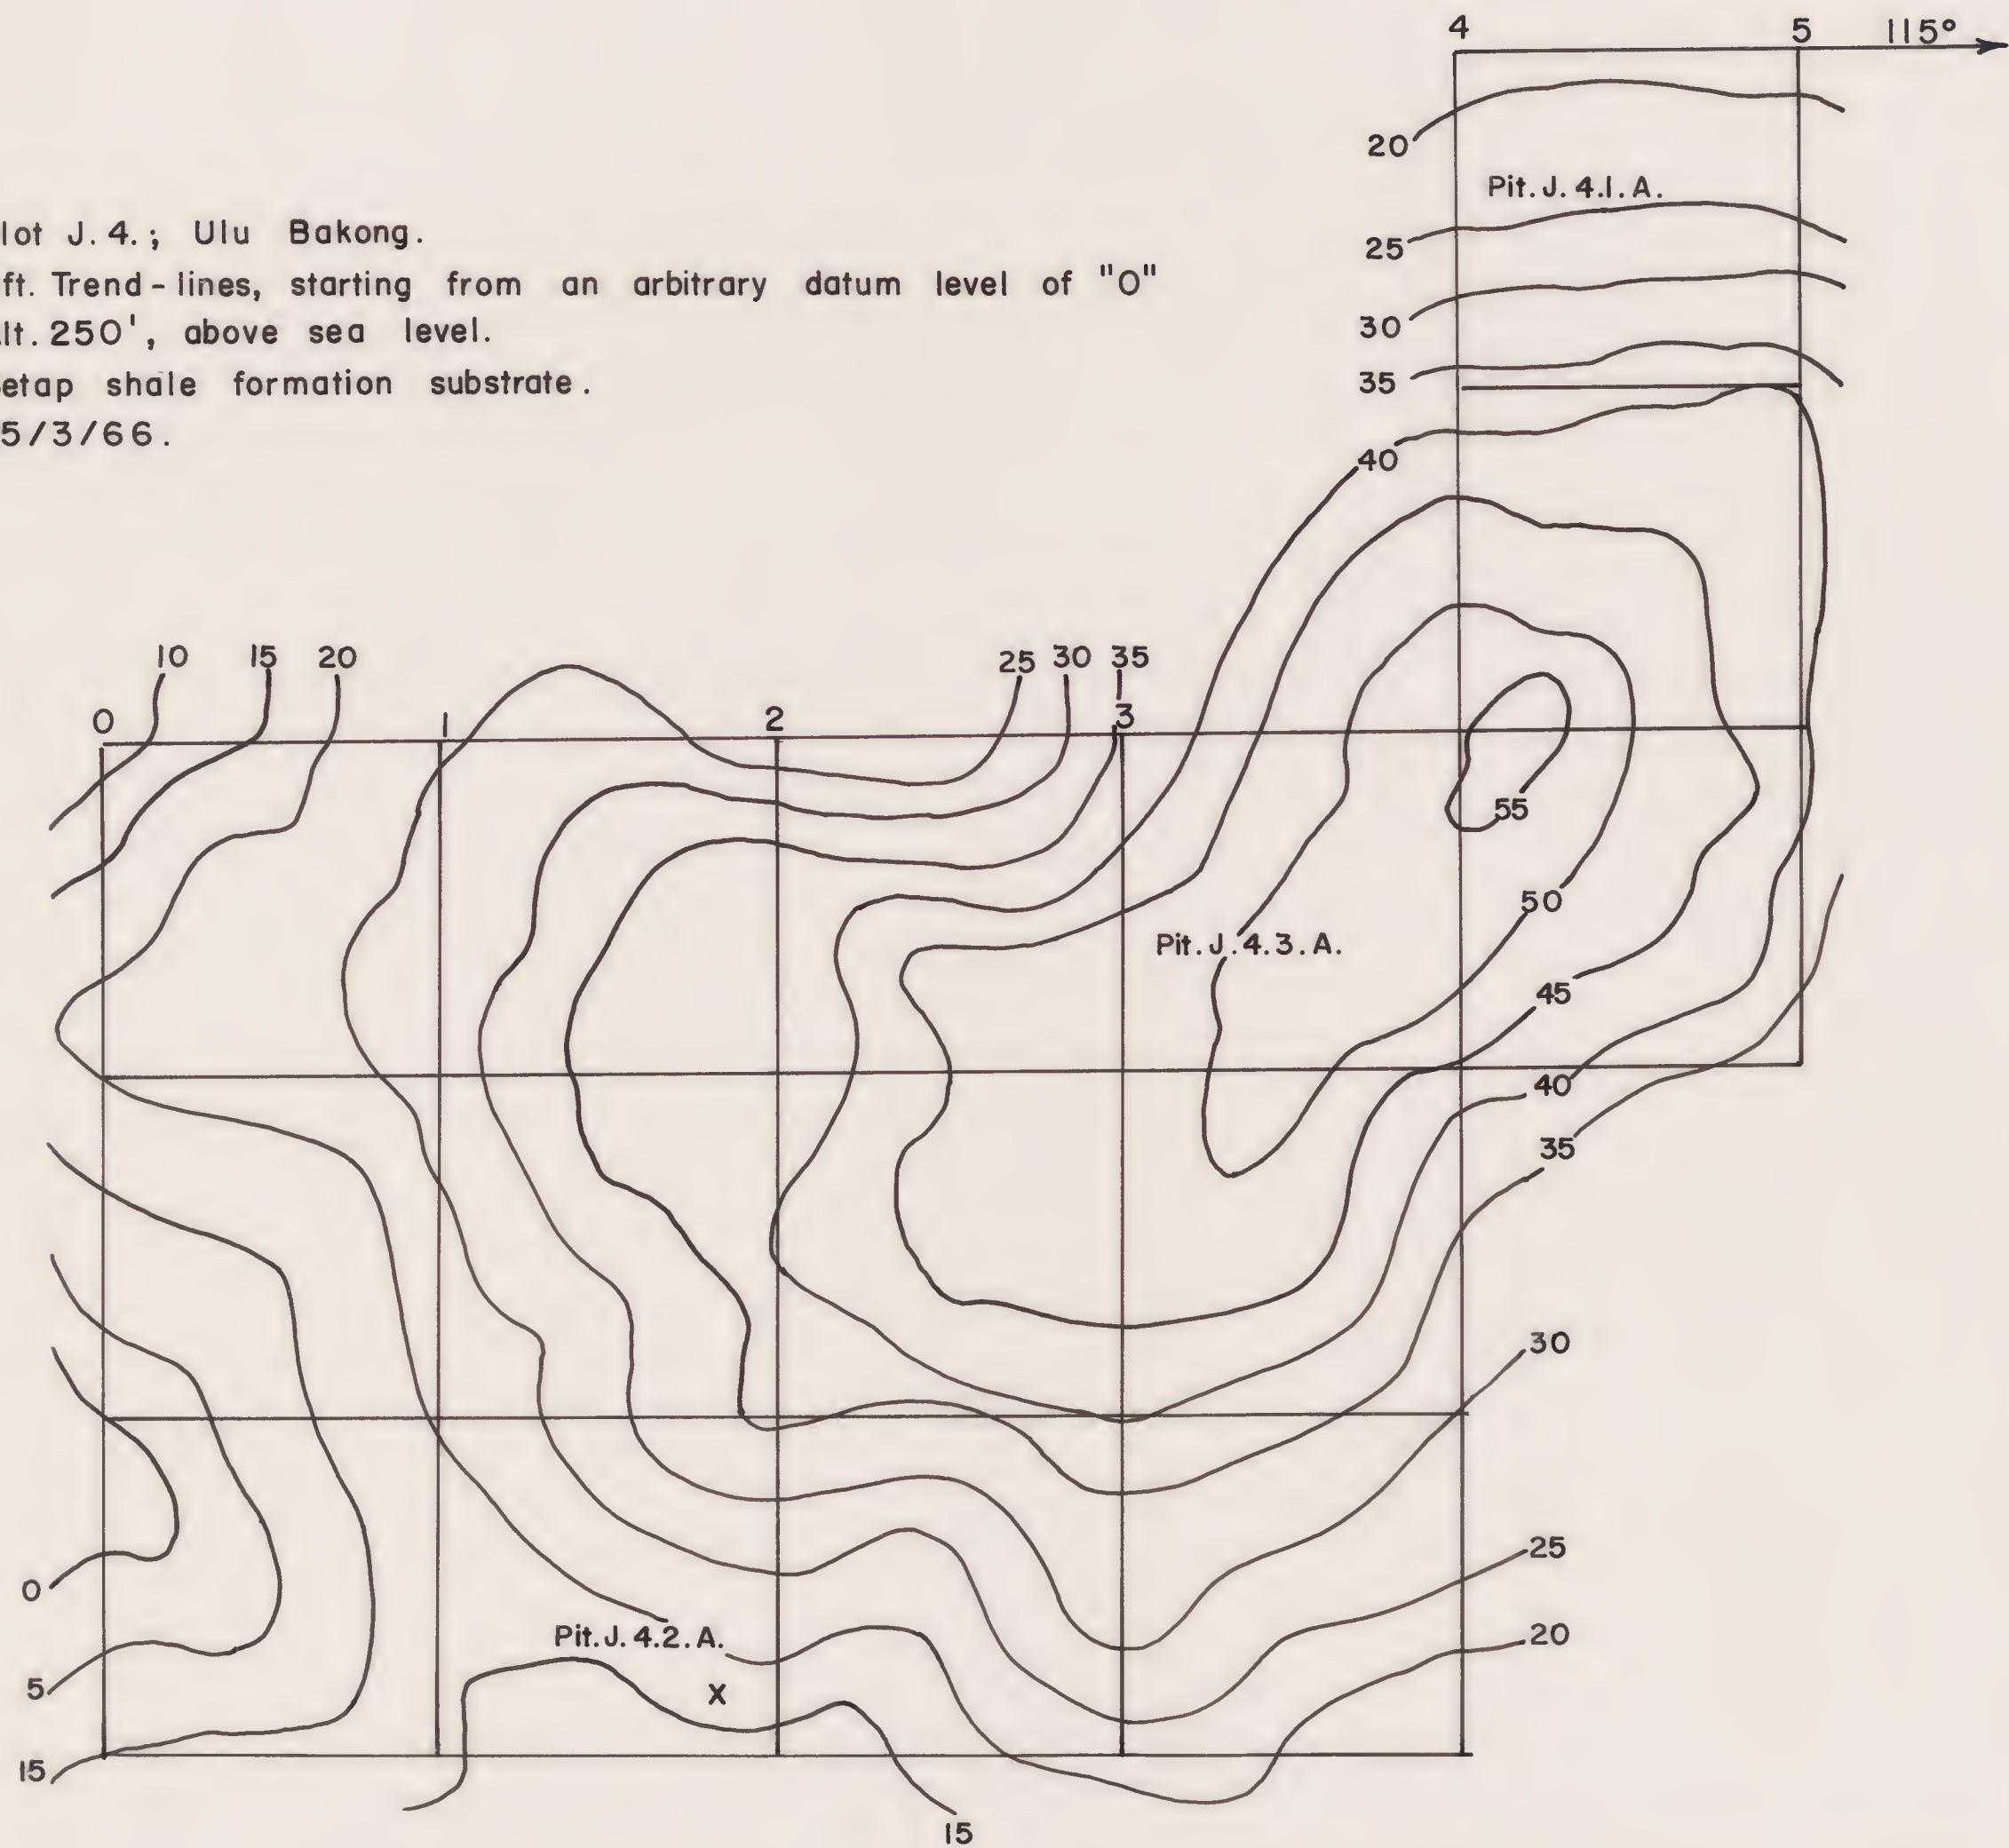 4 5 115°
20
Pit. J. 4.1. A.
lot J. 4. ; Ulu Bakong.
25
ft. Trend - lines, starting from an arbitrary datum level of "O"
lt. 250', above sea level.
30
etap shale formation substrate.
35
5/3/66.
40
10 15 20 25 30 35
0 1 2 3
55
50
Pit. J. 4. 3. A.
45
40
35
30
25
0
Pit. J. 4. 2. A. 20
5 X
15
15